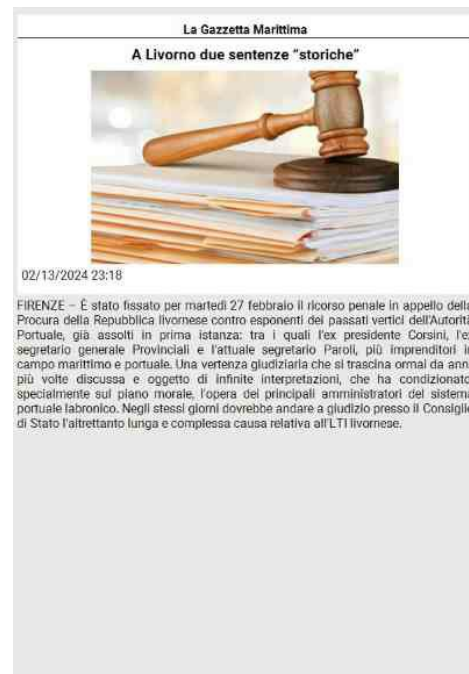 La Gazzetta Marittima
A Livorno due sentenze “storiche”
02/13/2024 23:18
FIRENZE – È stato fissato per martedì 27 febbraio il ricorso penale in appello della
Procura della Repubblica livornese contro esponenti dei passati vertici dell'Autorità
Portuale, già assolti in prima istanza: tra i quali l'ex presidente Corsini, l'ex
segretario generale Provinciali e l'attuale segretario Paroli, più imprenditori in
campo marittimo e portuale. Una vertenza giudiziaria che si trascina ormai da anni
più volte discussa e oggetto di infinite interpretazioni, che ha condizionato
specialmente sul piano morale, l'opera dei principali amministratori del sistema
portuale labronico. Negli stessi giorni dovrebbe andare a giudizio presso il Consiglio
di Stato l'altrettanto lunga e complessa causa relativa all'LTI livornese.